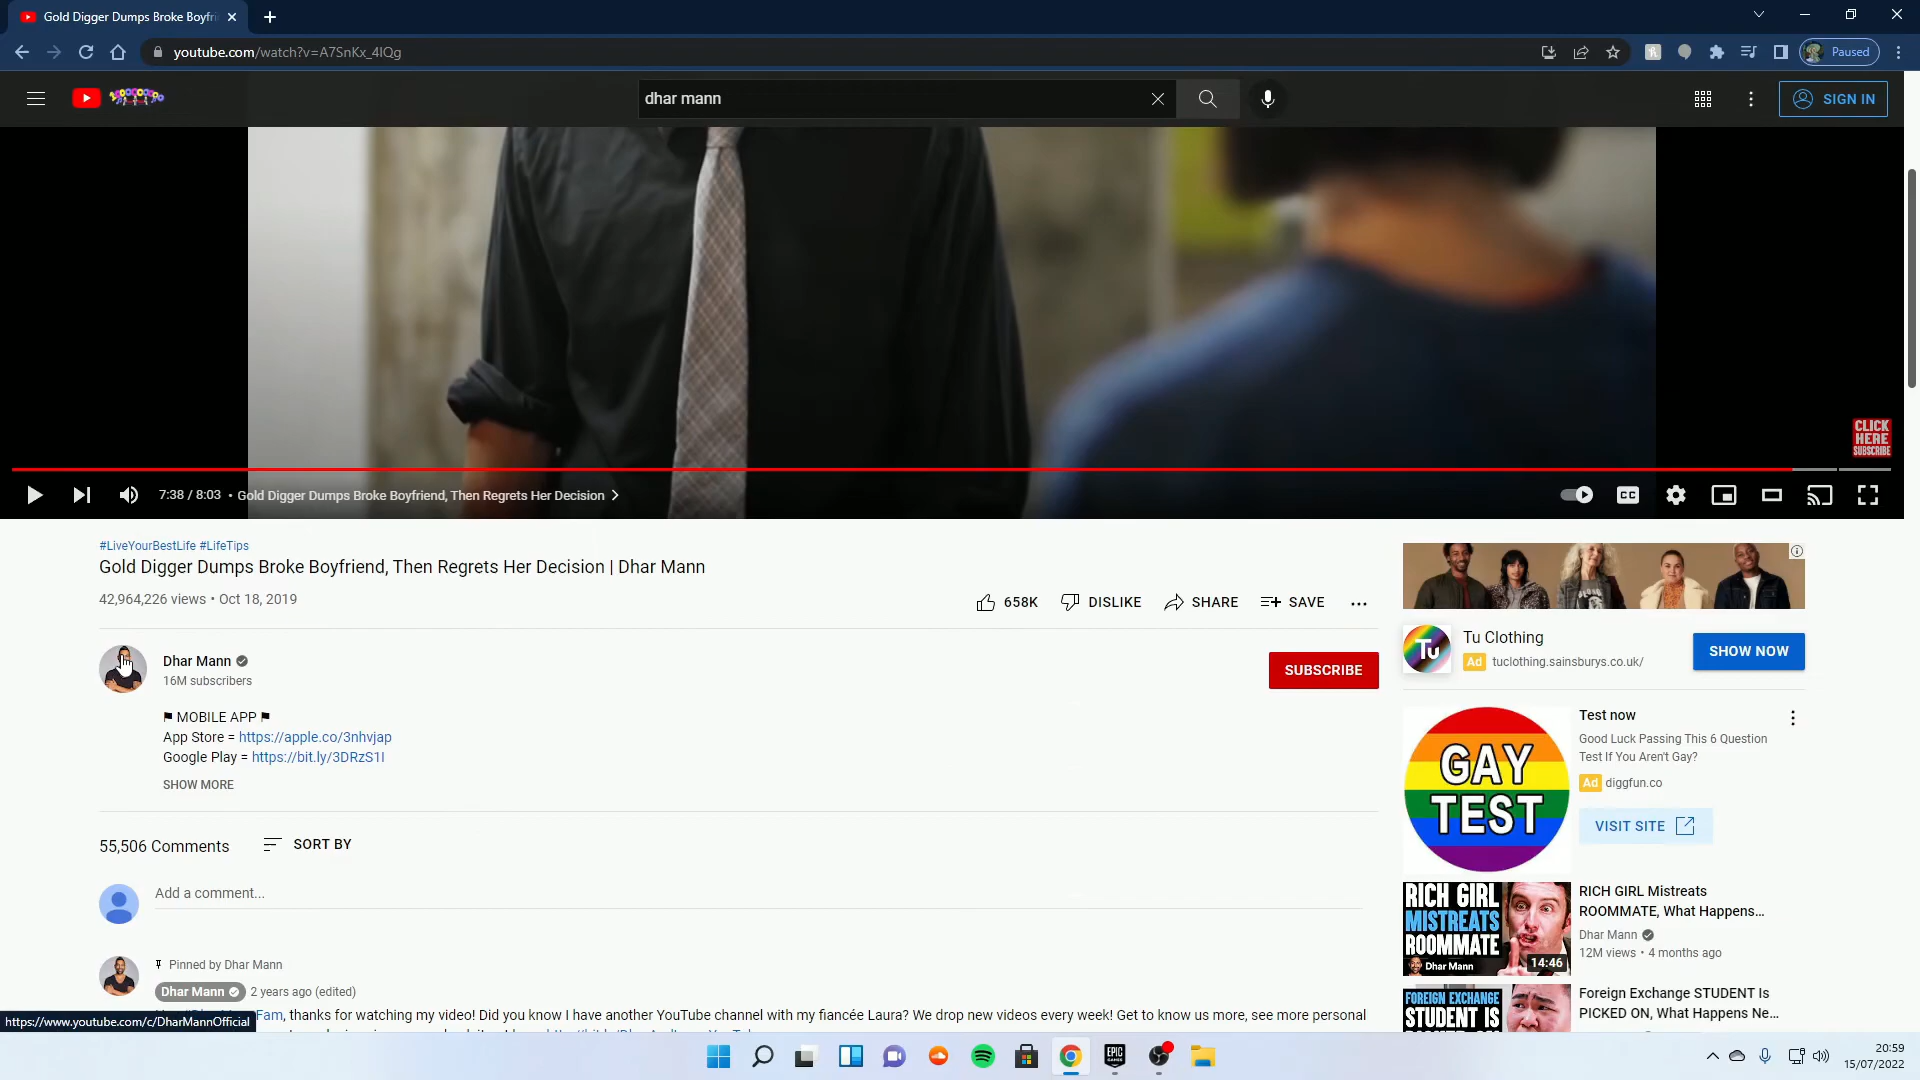 Gold Digger Dumps Broke Boyfri
youtube.com/watch?v=A7SnKx_4IQg
Paused
dhar mann
SIGN IN
CLICK
HERE
SUBSCRIBE
7:38 / 8:03 • Gold Digger Dumps Broke Boyfriend, Then Regrets Her Decision
CC
#LiveYourBestLife #LifeTips
Gold Digger Dumps Broke Boyfriend, Then Regrets Her Decision | Dhar Mann
42,964,226 views • Oct 18, 2019
658K
DISLIKE
SHARE
SAVE
Dhar Mann
16M subscribers
SUBSCRIBE
MOBILE APP
App Store = https://apple.co/3nhvjap
Google Play = https://bit.ly/3DRzS1I
SHOW MORE
55,506 Comments
SORT BY
Add a comment...
Pinned by Dhar Mann
Dhar Mann
2 years ago (edited)
Fam, thanks for watching my video! Did you know I have another YouTube channel with my fiancée Laura? We drop new videos every week! Get to know us more, see more personal
https://www.youtube.com/c/DharMannOfficial
Tu
Tu Clothing
Ad tuclothing.sainsburys.co.uk/
SHOW NOW
GAY
TEST
Test now
Good Luck Passing This 6 Question
Test If You Aren't Gay?
Ad diggfun.co
VISIT SITE
RICH GIRL
MISTREATS
ROOMMATE
Dhar Mann
14:46
RICH GIRL Mistreats
ROOMMATE, What Happens...
Dhar Mann
12M views • 4 months ago
FOREIGN EXCHANGE
STUDENT IS
PICKED ON
Foreign Exchange STUDENT Is
PICKED ON, What Happens Ne...
EPIC
GAMES
20:59
15/07/2022